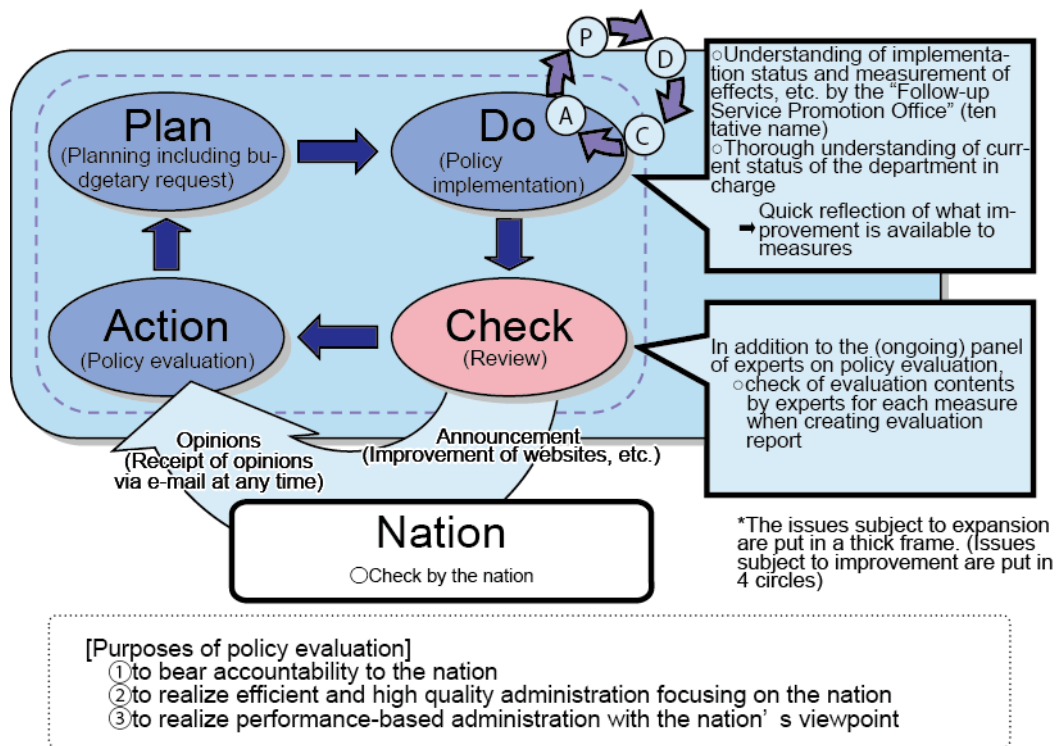 P
D
C
A
Plan
(Planning including bu-
dgetary request)
Do
(Policy
implementation)
Action
(Policy evaluation)
Check
(Review)
○Understanding of implementa-
tion status and measurement of
effects, etc. by the “Follow-up
Service Promotion Office” (ten
tative name)
○Thorough understanding of cur-
rent status of the department in
charge
Quick reflection of what im-
➡ provement is available to
measures
In addition to the (ongoing) panel
of experts on policy evaluation,
○check of evaluation contents
by experts for each measure
when creating evaluation
report
Opinions
(Receipt of opinions
via e-mail at any time)
Announcement
(Improvement of websites, etc.)
Nation
○Check by the nation
*The issues subject to expansion
are put in a thick frame. (Issues
subject to improvement are put in
4 circles)
[Purposes of policy evaluation]
①to bear accountability to the nation
②to realize efficient and high quality administration focusing on the nation
③to realize performance-based administration with the nation’ s viewpoint